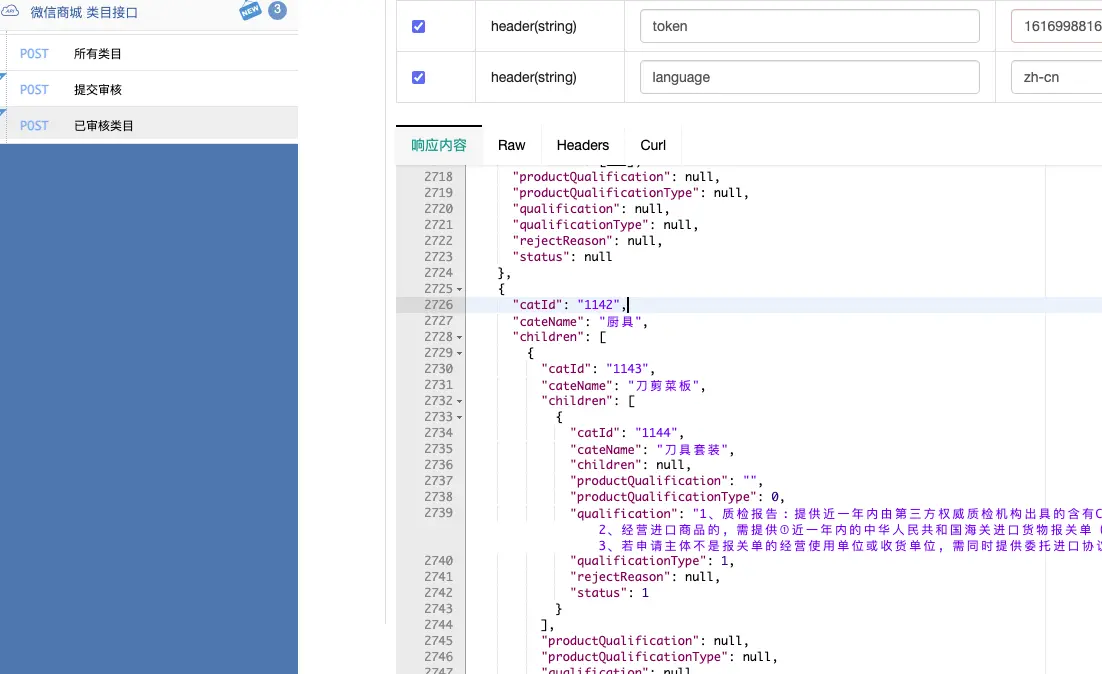 微信商城 类目接口
NEW
3
POST 所有类目
POST 提交审核
POST 已审核类目
header(string) token 1616998816
header(string) language zh-cn
响应内容 Raw Headers Curl
2718 "productQualification": null,
2719 "productQualificationType": null,
2720 "qualification": null,
2721 "qualificationType": null,
2722 "rejectReason": null,
2723 "status": null
2724 },
2725 {
2726 "catId": "1142",
2727 "cateName": "厨具",
2728 "children": [
2729 {
2730 "catId": "1143",
2731 "cateName": "刀剪菜板",
2732 "children": [
2733 {
2734 "catId": "1144",
2735 "cateName": "刀具套装",
2736 "children": null,
2737 "productQualification": "",
2738 "productQualificationType": 0,
2739 "qualification": "1、质检报告：提供近一年内由第三方权威质检机构出具的含有C
2、经营进口商品的，需提供①近一年内的中华人民共和国海关进口货物报关单
3、若申请主体不是报关单的经营使用单位或收货单位，需同时提供委托进口协议
2740 "qualificationType": 1,
2741 "rejectReason": null,
2742 "status": 1
2743 }
2744 ],
2745 "productQualification": null,
2746 "productQualificationType": null,
2747 "qualification": null